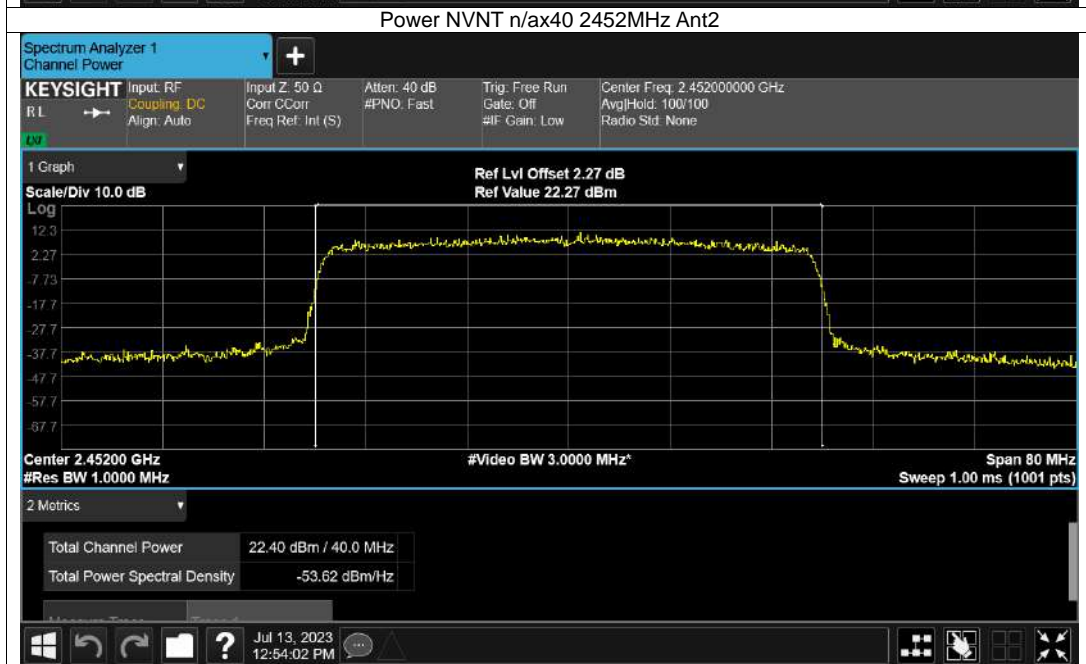 Power NVNT n/ax40 2452MHz Ant2
Spectrum Analyzer 1
Channel Power
+
KEYSIGHT Input: RF Input Z: 50 Ω Atten: 40 dB Trig: Free Run Center Freq: 2.452000000 GHz
RL Coupling: DC Corr CCorr #PNO: Fast Gate: Off Avg|Hold: 100/100
Align: Auto Freq Ref: Int (S) #IF Gain: Low Radio Std: None
LXI
1 Graph
Ref Lvl Offset 2.27 dB
Scale/Div 10.0 dB Ref Value 22.27 dBm
Log
12.3
2.27
-7.73
-17.7
-27.7
-37.7
-47.7
-57.7
-67.7
Center 2.45200 GHz #Video BW 3.0000 MHz* Span 80 MHz
#Res BW 1.0000 MHz Sweep 1.00 ms (1001 pts)
2 Metrics
Total Channel Power 22.40 dBm / 40.0 MHz
Total Power Spectral Density -53.62 dBm/Hz
? Jul 13, 2023
12:54:02 PM